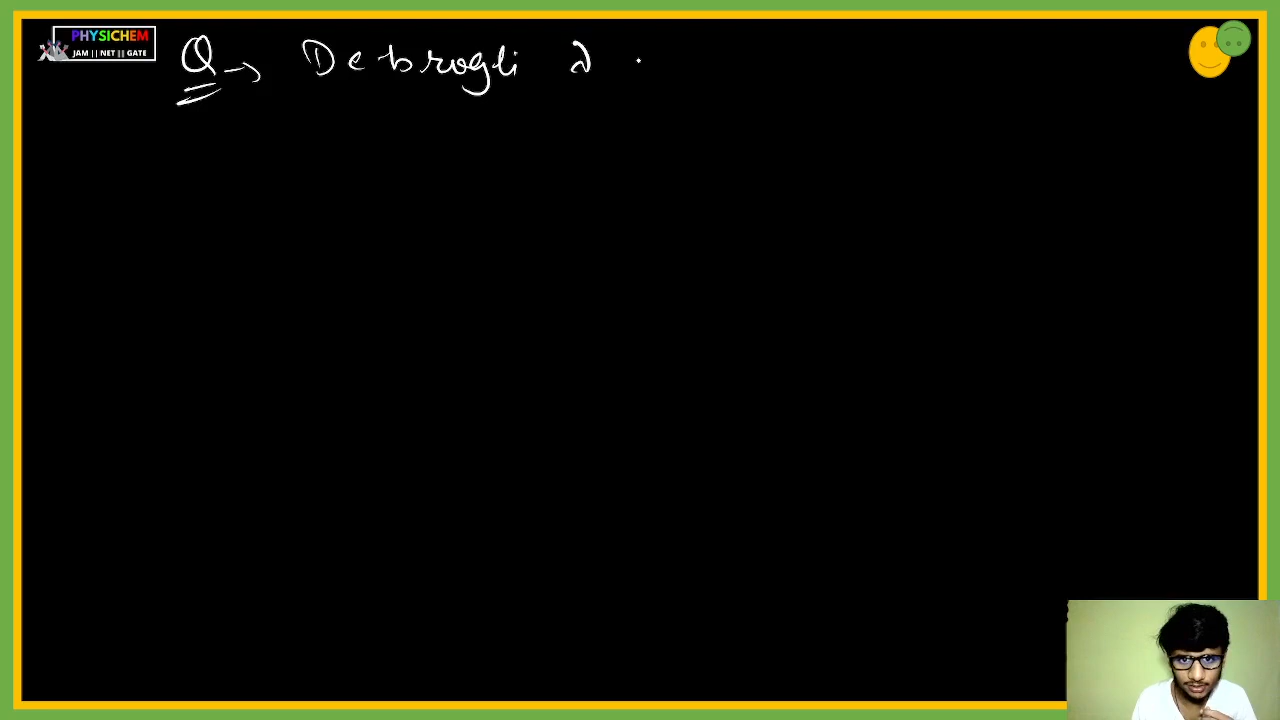 PHYSICHEM
JAM || NET || GATE
Q → Debrogli λ